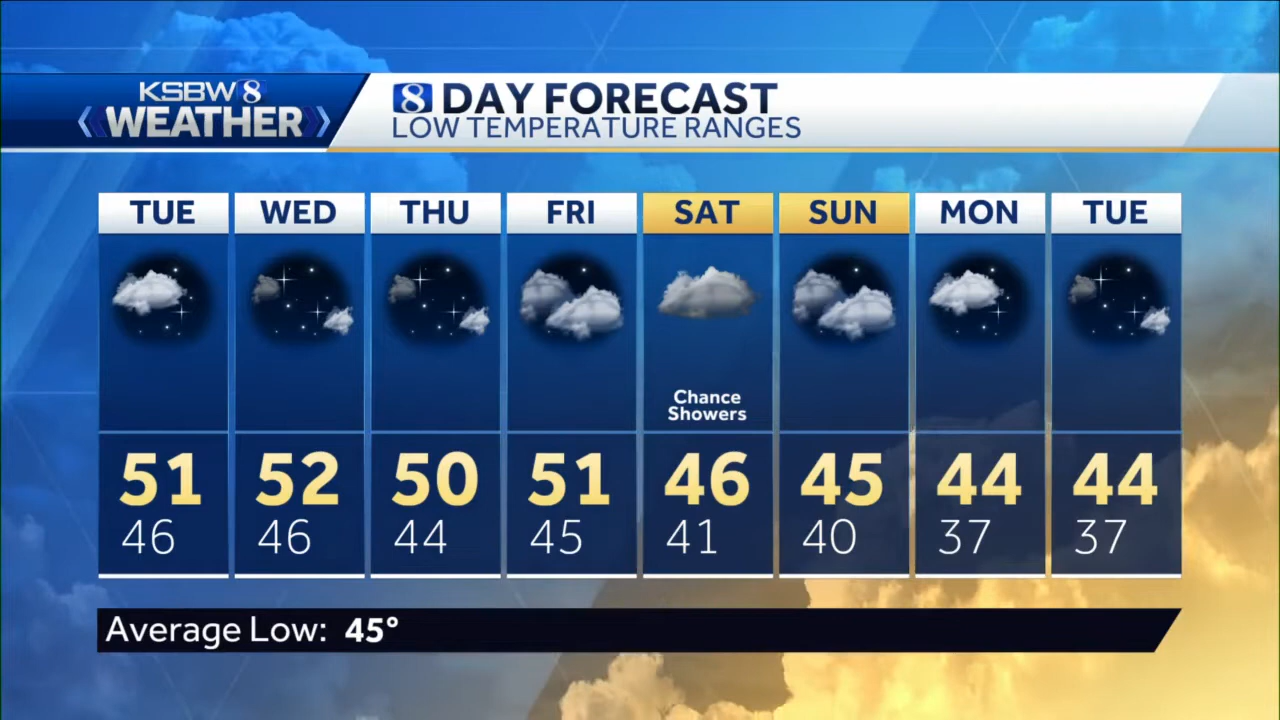 KSBW 8
WEATHER
8 DAY FORECAST
LOW TEMPERATURE RANGES
TUE WED THU FRI SAT SUN MON TUE
Chance
Showers
51 52 50 51 46 45 44 44
46 46 44 45 41 40 37 37
Average Low: 45°